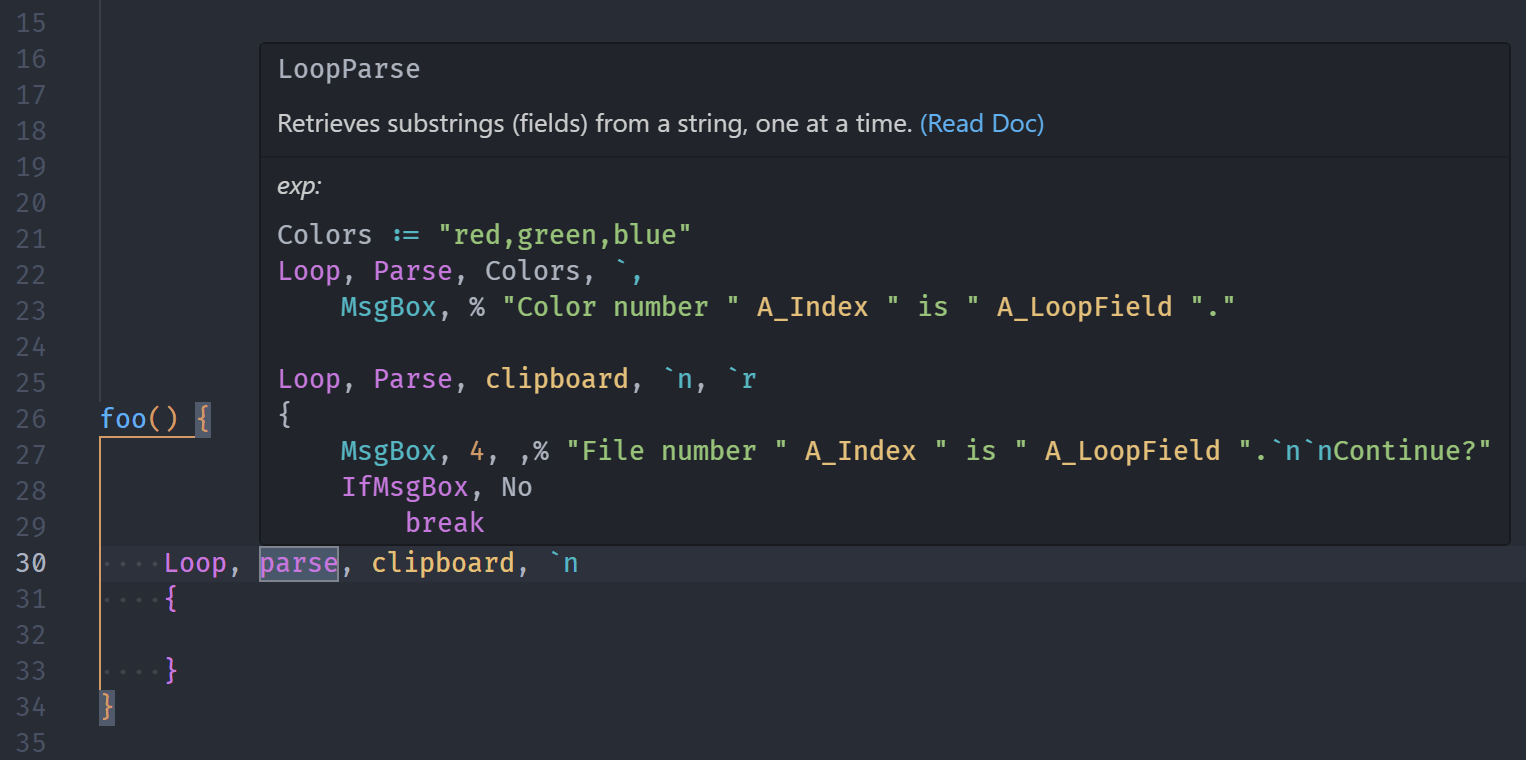 15
16
LoopParse
17
18
Retrieves substrings (fields) from a string, one at a time. (Read Doc)
19
exp:
20
21
Colors := "red,green,blue"
22
Loop, Parse, Colors, `,
23
MsgBox, % "Color number " A_Index " is " A_LoopField "."
24
25
Loop, Parse, clipboard, `n, `r
26 foo() {
{
27
MsgBox, 4, ,% "File number " A_Index " is " A_LoopField ".`n`nContinue?"
28
IfMsgBox, No
29
break
30 ····Loop, parse, clipboard, `n
31 ····{
32
33 ····}
34 }
35